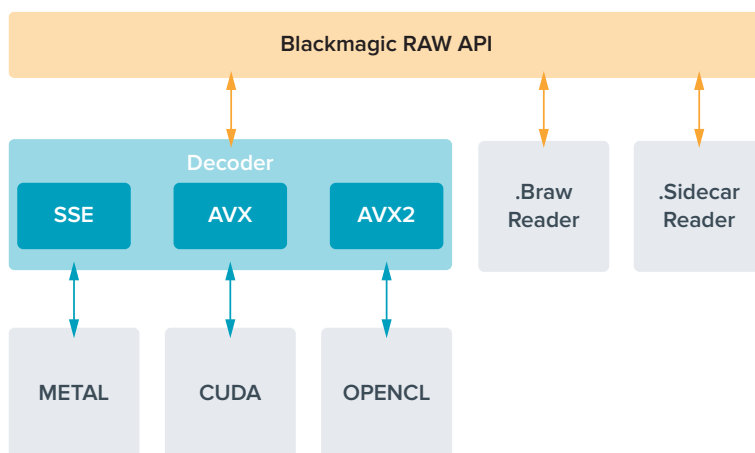 Blackmagic RAW API
Decoder
SSE
AVX
AVX2
.Braw
Reader
.Sidecar
Reader
METAL
CUDA
OPENCL